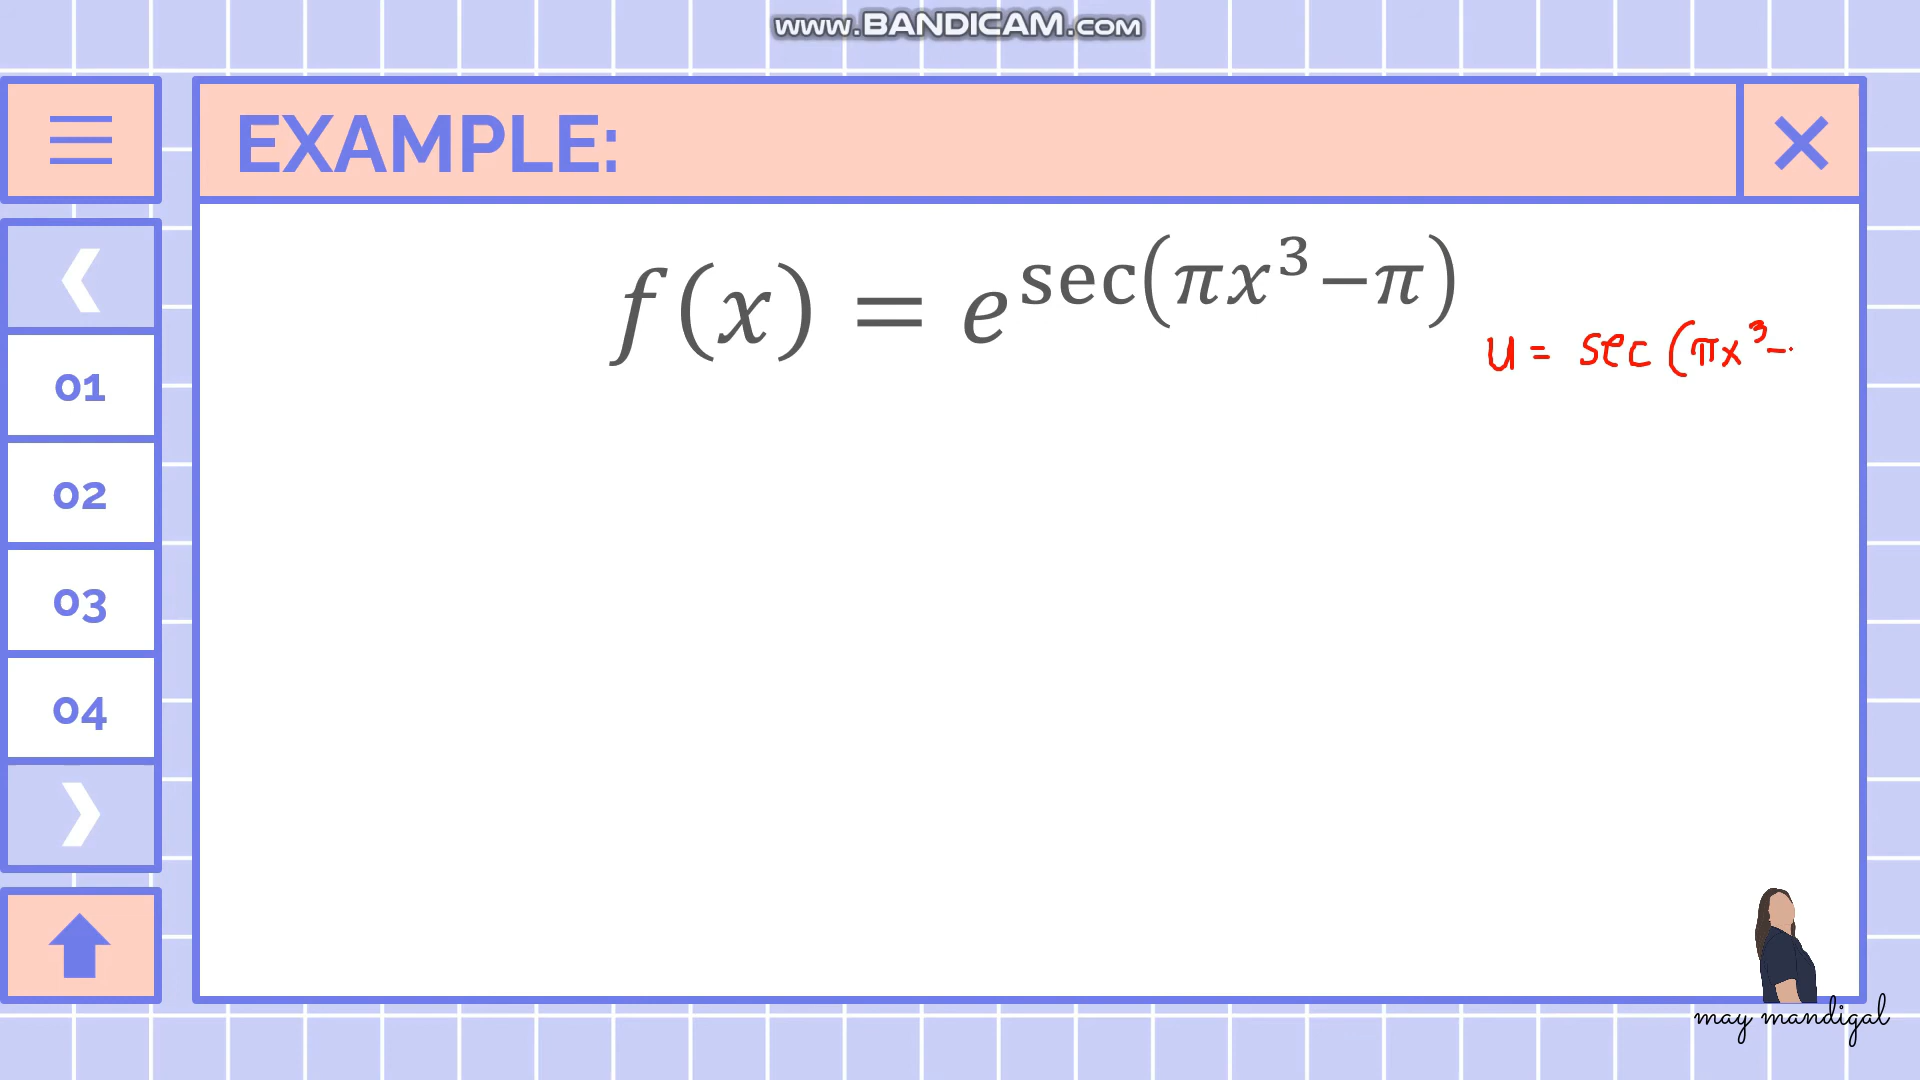 www.BANDICAM.com
EXAMPLE:
f(x) = e^sec(πx³−π)
u = sec (πx³-
01
02
03
04
may mandigal